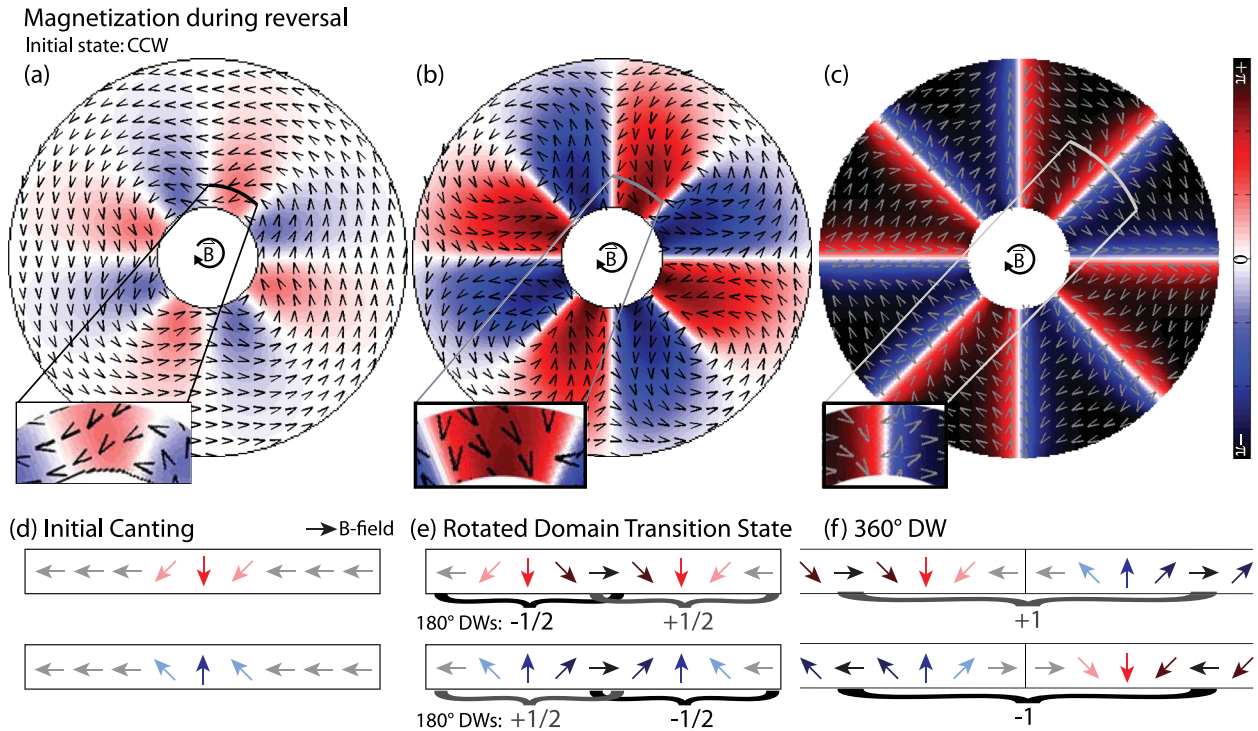 Magnetization during reversal
Initial state: CCW
(a)
(b)
(c)
B
B
B
+π
0
−π
(d) Initial Canting
B-field
(e) Rotated Domain Transition State
(f) 360° DW
180° DWs: -1/2
+1/2
+1
180° DWs: +1/2
-1/2
-1